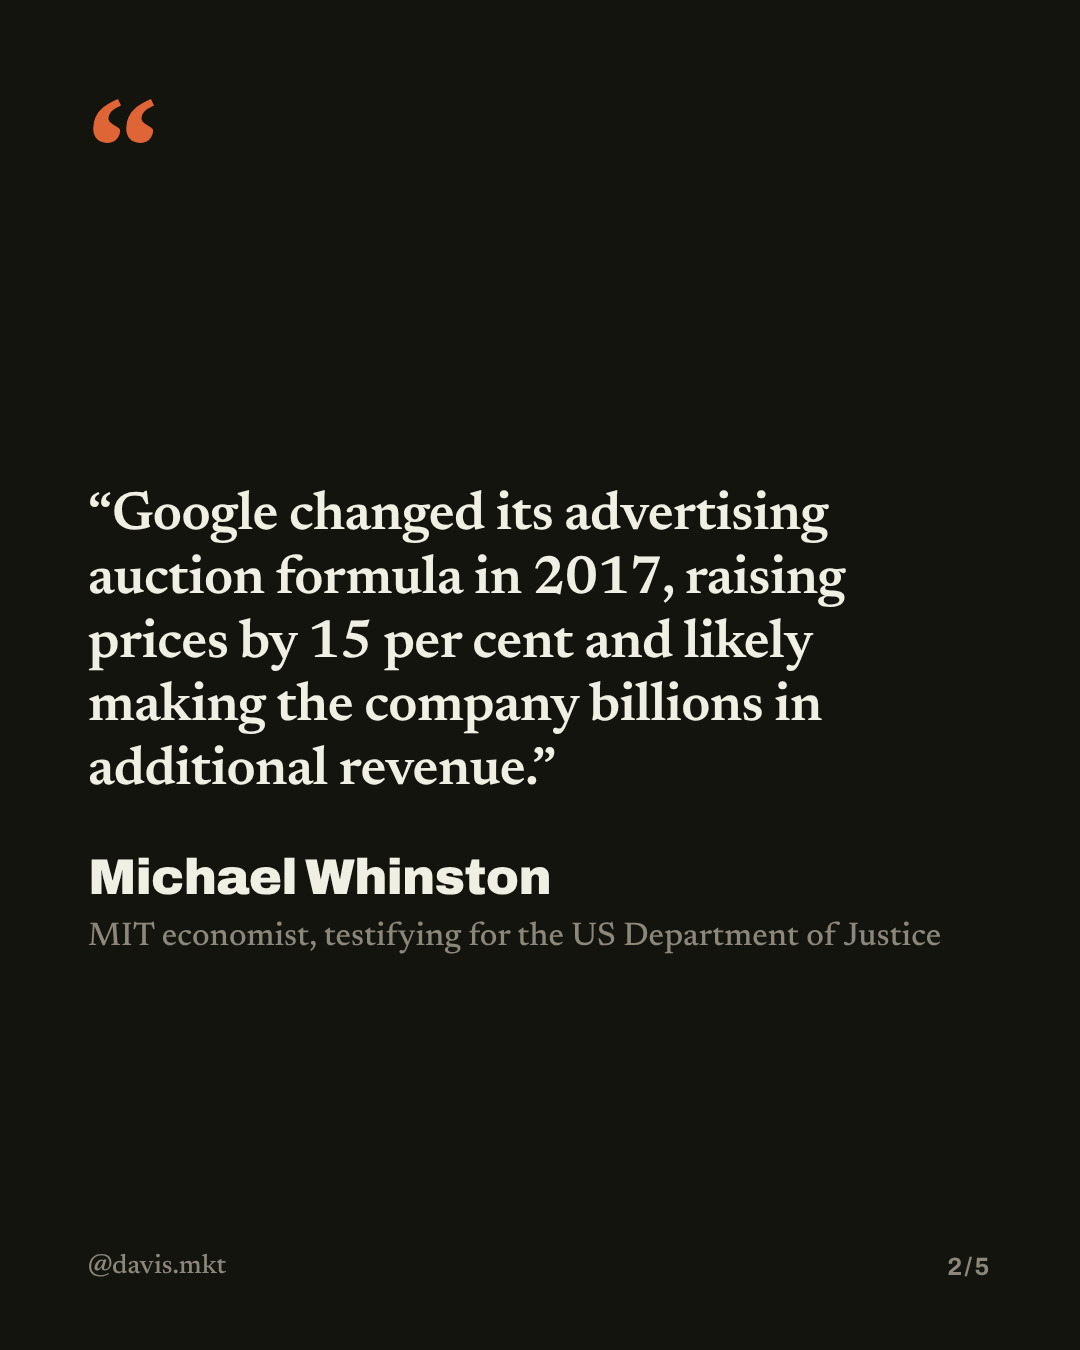 “
“Google changed its advertising
auction formula in 2017, raising
prices by 15 per cent and likely
making the company billions in
additional revenue.”
Michael Whinston
MIT economist, testifying for the US Department of Justice
@davis.mkt
2/5